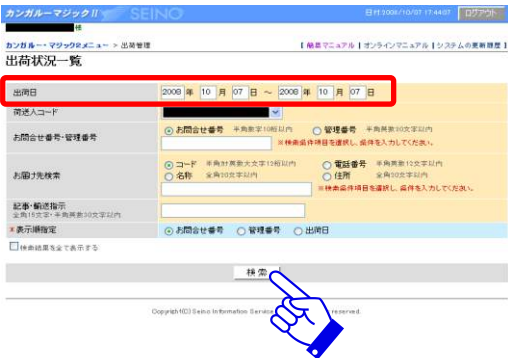 カンガルーマジックⅡ SEINO 日付:2008/10/07 17:44:07 ログアウト
様
カンガルー・マジック2メニュー > 出荷管理 【 簡易マニュアル | オンラインマニュアル | システムの更新履歴 】
出荷状況一覧
出荷日 2008 年 10 月 07 日 ～ 2008 年 10 月 07 日
荷送人コード
お問合せ番号・管理番号 お問合せ番号 半角数字10桁以内 管理番号 半角英数30文字以内
※検索条件項目を選択し、条件を入力してください。
お届け先検索 コード 半角対英数大文字12桁以内 電話番号 半角英数12文字以内
名称 全角20文字以内 住所 全角30文字以内
※検索条件項目を選択し、条件を入力してください。
記事・輸送指示
全角15文字・半角英数30文字以内
*表示順指定 お問合せ番号 管理番号 出荷日
検索結果を全て表示する
検 索
Copyright(C) Seino Information Service reserved.